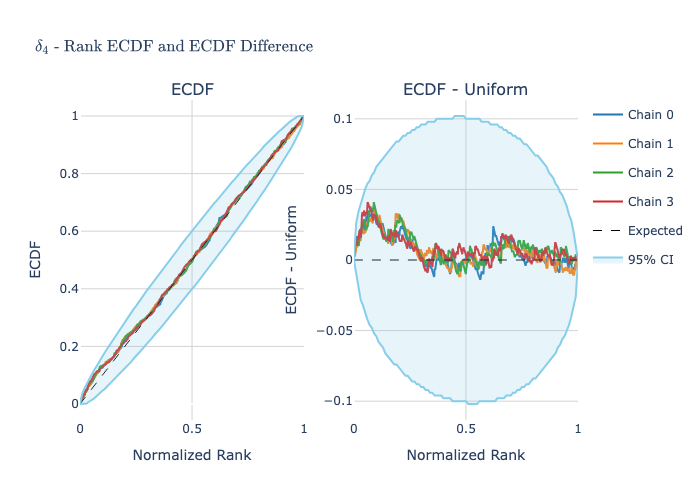 δ₄ - Rank ECDF and ECDF Difference
ECDF
ECDF - Uniform
1
0.8
0.6
0.4
0.2
0
0
0.5
1
ECDF
Normalized Rank
0.1
0.05
0
−0.05
−0.1
0
0.5
1
ECDF - Uniform
Normalized Rank
Chain 0
Chain 1
Chain 2
Chain 3
Expected
95% CI